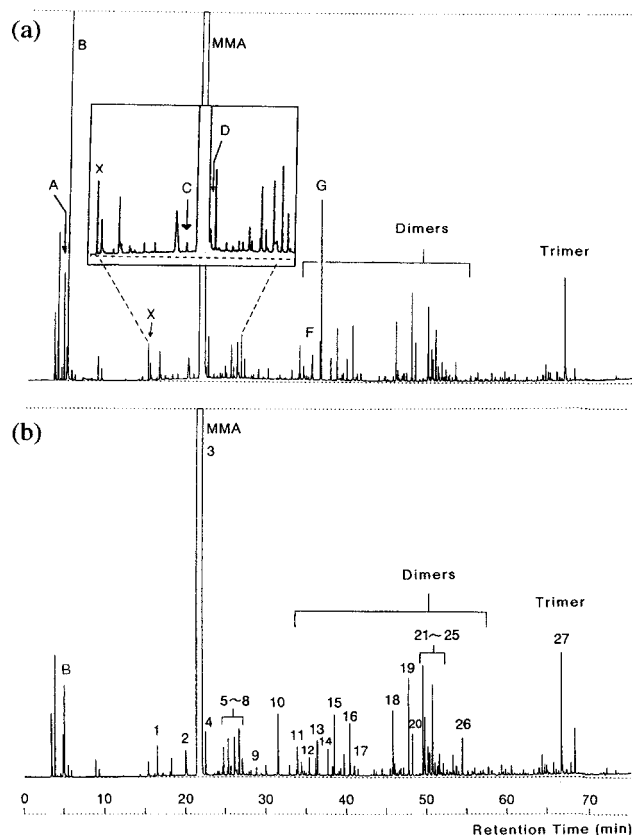 (a)
B
MMA
D
X
C
A
G
Dimers
Trimer
X
F
(b)
MMA
3
Dimers
Trimer
21~25
27
B
5~8
19
10
15
18
16
4
13
20
26
1
2
11
14
12
17
9
0 10 20 30 40 50 60 70
Retention Time (min)